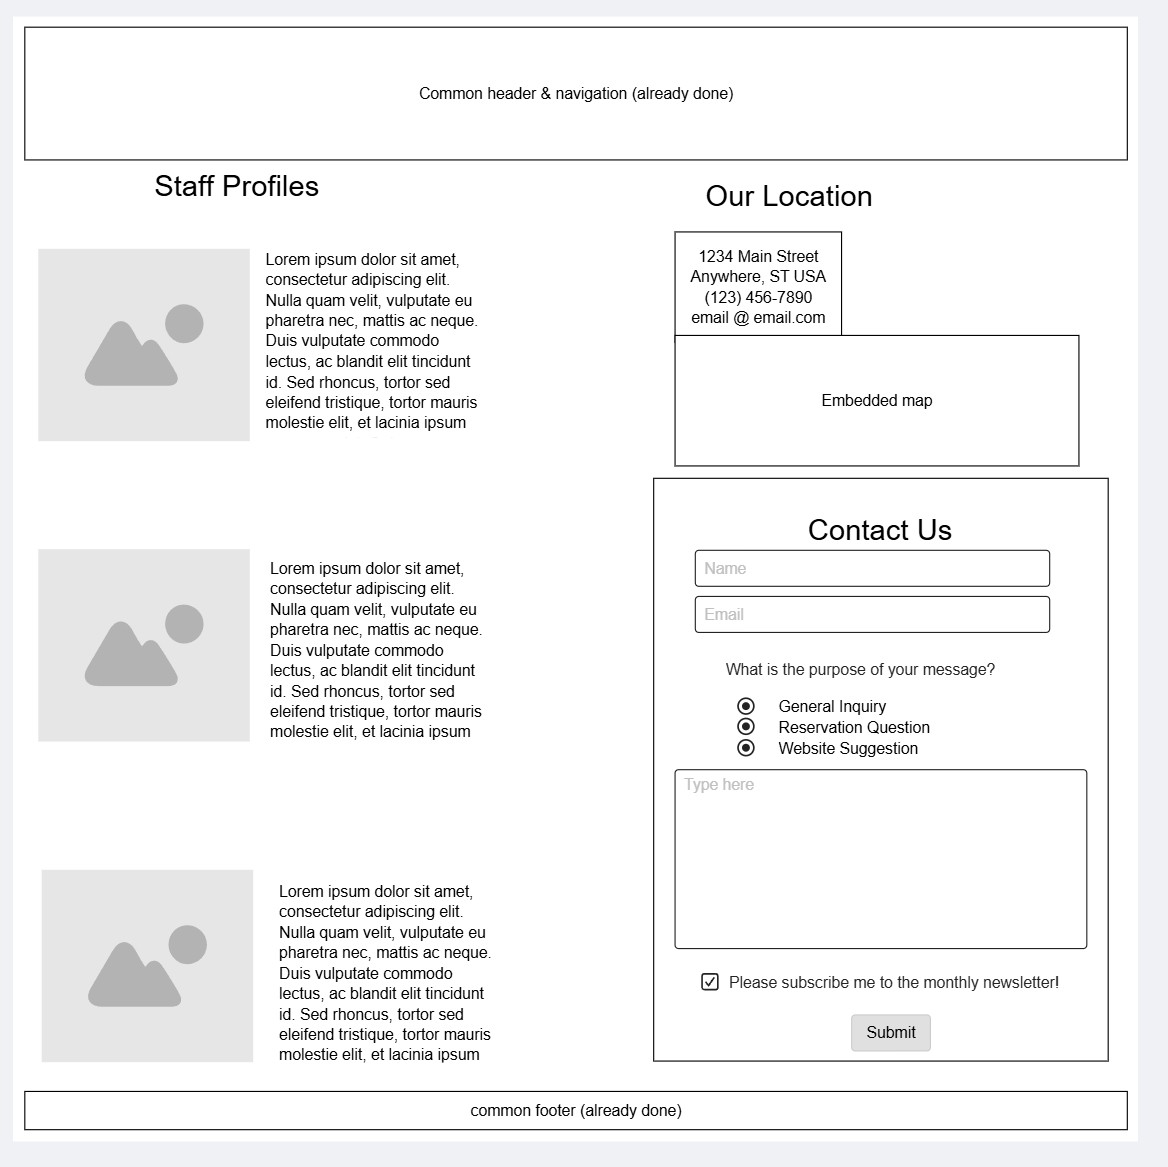 Common header & navigation (already done)
Staff Profiles
Lorem ipsum dolor sit amet,
consectetur adipiscing elit.
Nulla quam velit, vulputate eu
pharetra nec, mattis ac neque.
Duis vulputate commodo
lectus, ac blandit elit tincidunt
id. Sed rhoncus, tortor sed
eleifend tristique, tortor mauris
molestie elit, et lacinia ipsum
Lorem ipsum dolor sit amet,
consectetur adipiscing elit.
Nulla quam velit, vulputate eu
pharetra nec, mattis ac neque.
Duis vulputate commodo
lectus, ac blandit elit tincidunt
id. Sed rhoncus, tortor sed
eleifend tristique, tortor mauris
molestie elit, et lacinia ipsum
Lorem ipsum dolor sit amet,
consectetur adipiscing elit.
Nulla quam velit, vulputate eu
pharetra nec, mattis ac neque.
Duis vulputate commodo
lectus, ac blandit elit tincidunt
id. Sed rhoncus, tortor sed
eleifend tristique, tortor mauris
molestie elit, et lacinia ipsum
Our Location
1234 Main Street
Anywhere, ST USA
(123) 456-7890
email @ email.com
Embedded map
Contact Us
Name
Email
What is the purpose of your message?
General Inquiry
Reservation Question
Website Suggestion
Type here
Please subscribe me to the monthly newsletter!
Submit
common footer (already done)